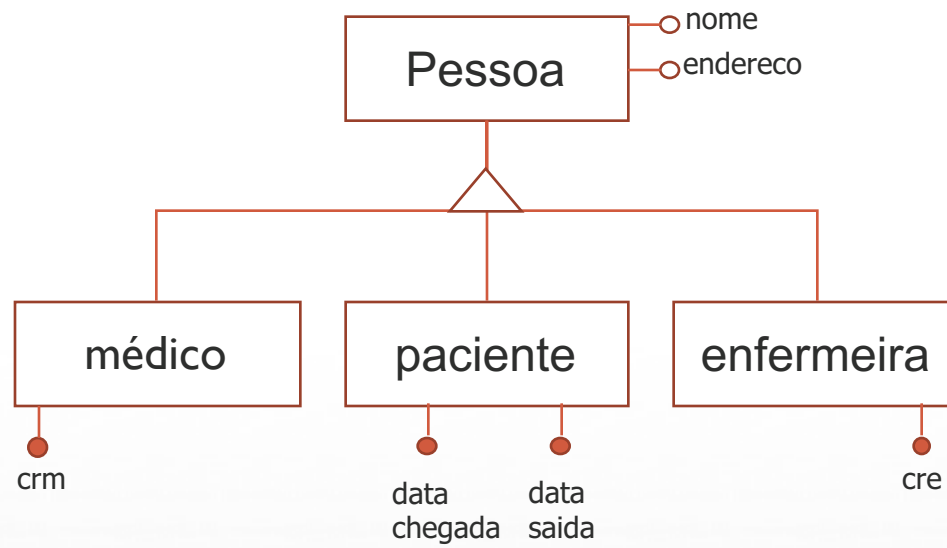 nome
Pessoa
endereco
médico
paciente
enfermeira
crm
data
chegada
data
saida
cre